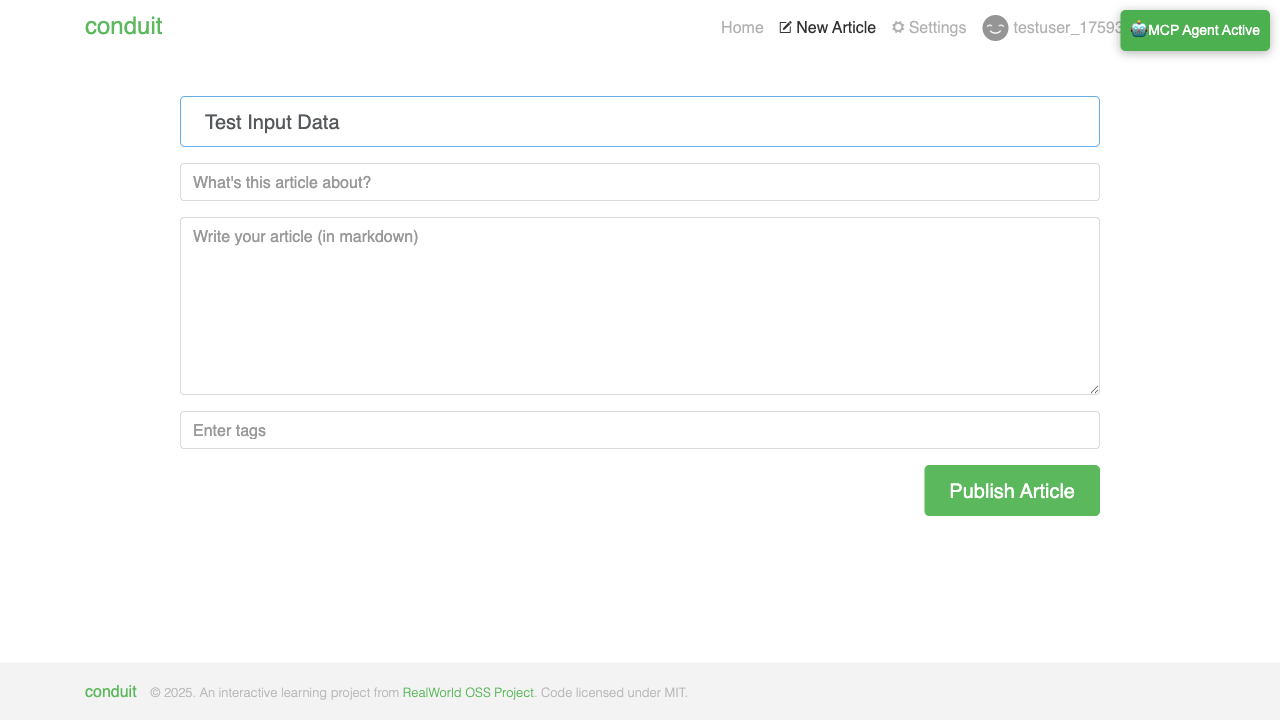 conduit
Home New Article Settings testuser_1759
MCP Agent Active
Test Input Data
What's this article about?
Write your article (in markdown)
Enter tags
Publish Article
conduit © 2025. An interactive learning project from RealWorld OSS Project. Code licensed under MIT.